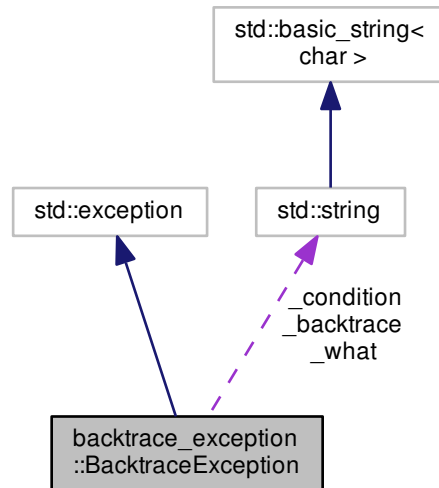 std::basic_string<
char >
std::exception
std::string
_condition
_backtrace
_what
backtrace_exception
::BacktraceException